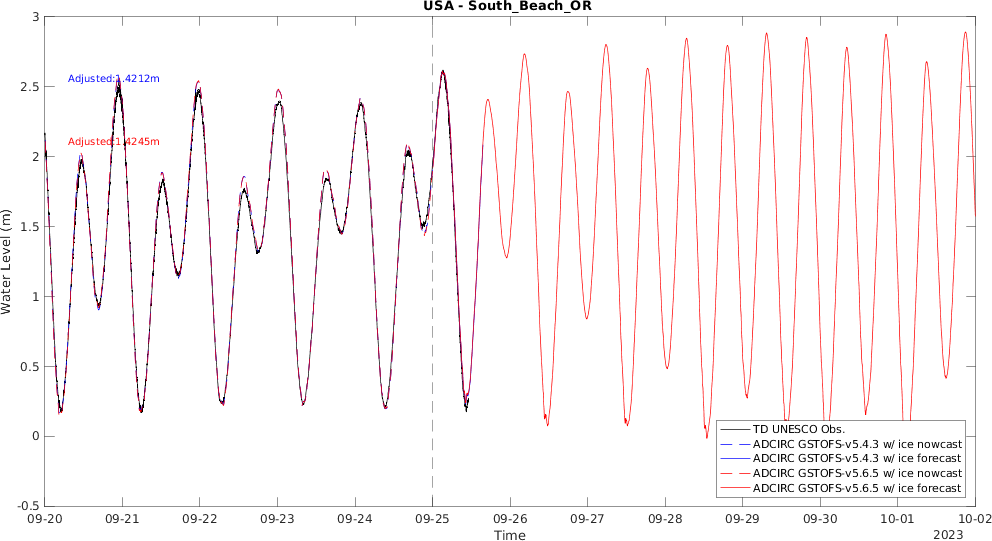 USA - South_Beach_OR
3
2.5
2
1.5
1
0.5
0
-0.5
Water Level (m)
Adjusted:1.4212m
Adjusted:1.4245m
TD UNESCO Obs.
ADCIRC GSTOFS-v5.4.3 w/ ice nowcast
ADCIRC GSTOFS-v5.4.3 w/ ice forecast
ADCIRC GSTOFS-v5.6.5 w/ ice nowcast
ADCIRC GSTOFS-v5.6.5 w/ ice forecast
09-20 09-21 09-22 09-23 09-24 09-25 09-26 09-27 09-28 09-29 09-30 10-01 10-02
Time
2023